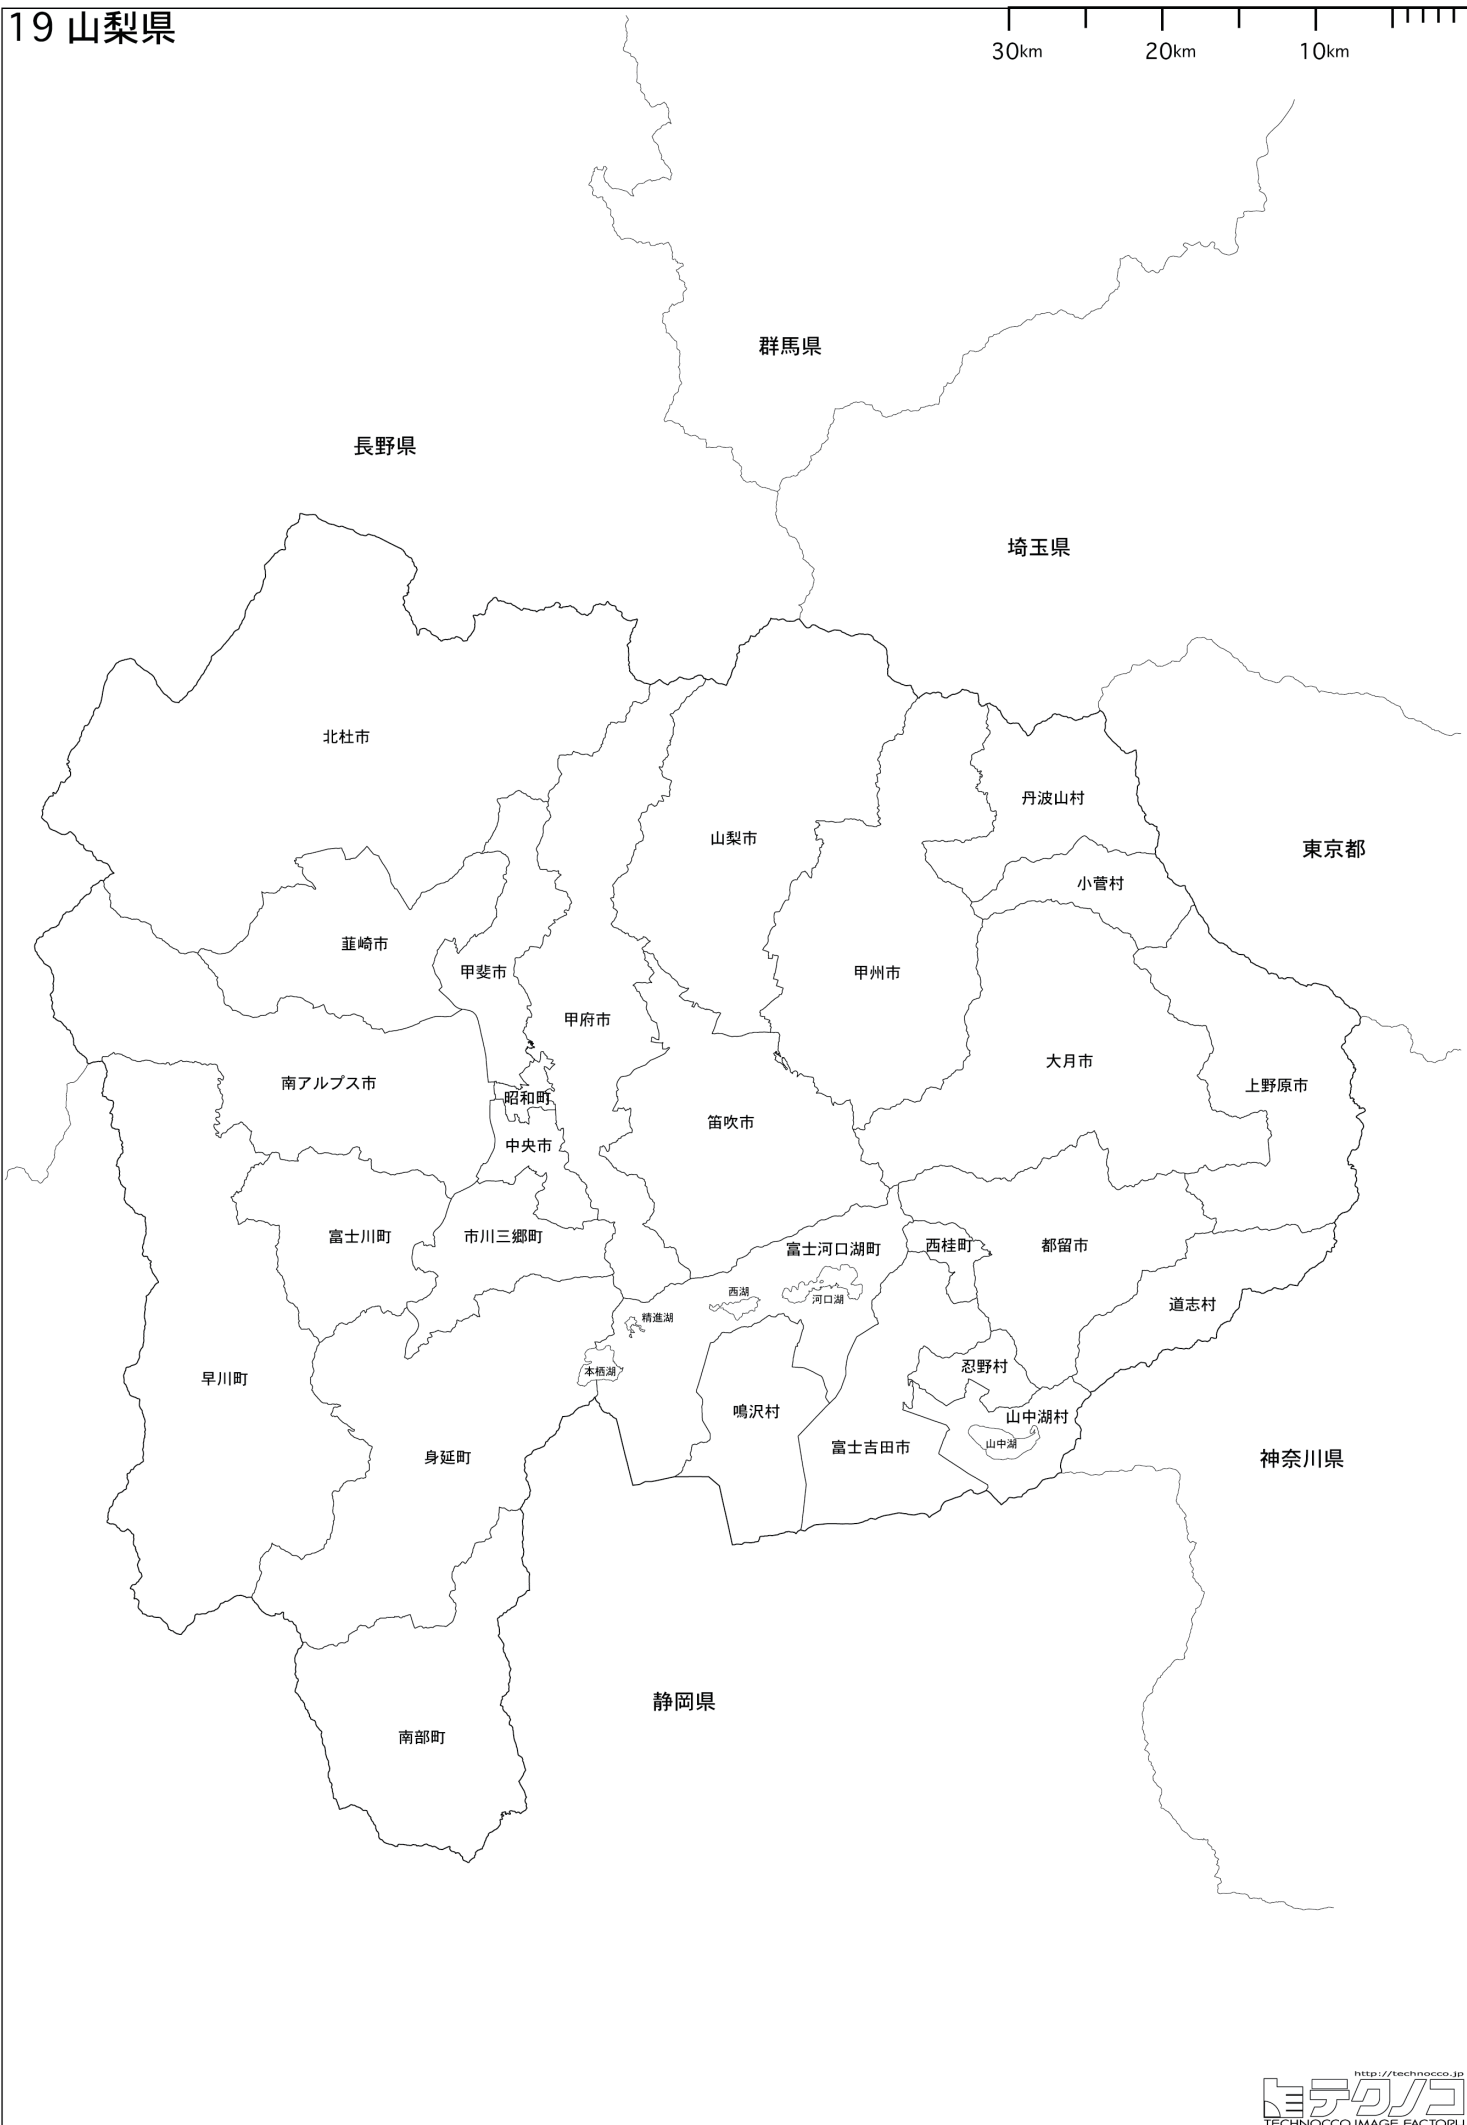 19 山梨県
30km
20km
10km
群馬県
長野県
埼玉県
北杜市
丹波山村
山梨市
東京都
小菅村
韮崎市
甲斐市
甲州市
甲府市
大月市
南アルプス市
上野原市
昭和町
笛吹市
中央市
富士川町
市川三郷町
富士河口湖町
西桂町
都留市
西湖
河口湖
道志村
精進湖
忍野村
本栖湖
早川町
鳴沢村
山中湖村
山中湖
富士吉田市
身延町
神奈川県
静岡県
南部町
http://technocco.jp
テクノコ
TECHNOCCO IMAGE FACTORY